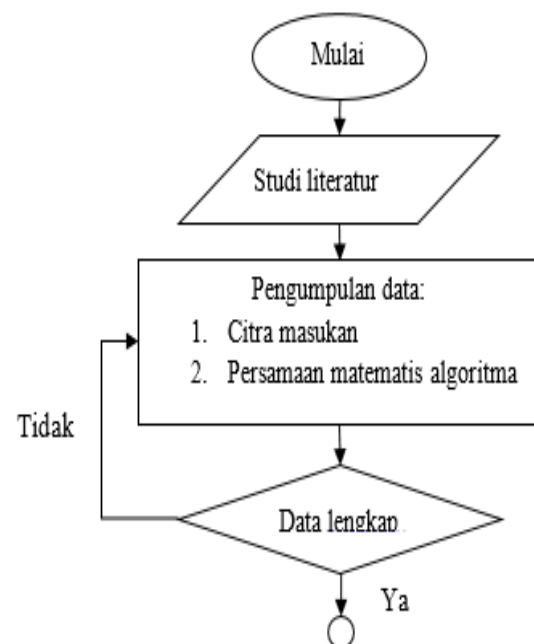 Mulai
Studi literatur
Pengumpulan data:
1. Citra masukan
2. Persamaan matematis algoritma
Tidak
Data lengkap
Ya